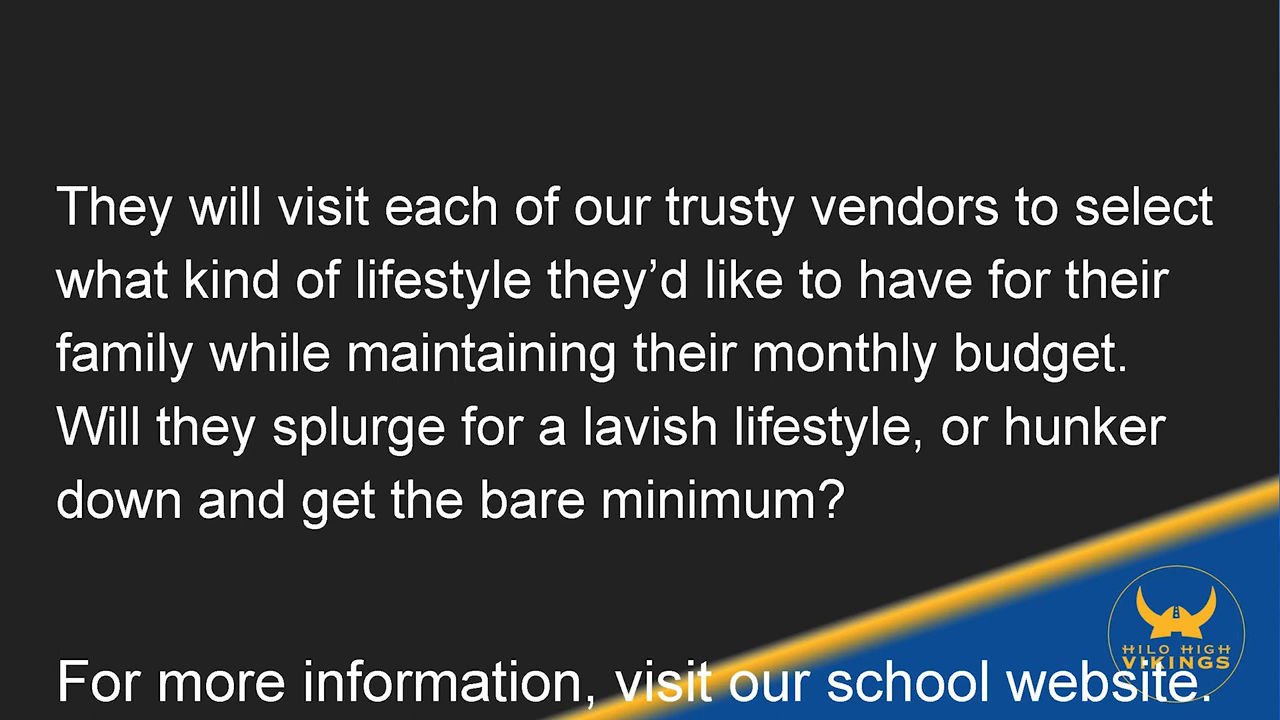 They will visit each of our trusty vendors to select
what kind of lifestyle they’d like to have for their
family while maintaining their monthly budget.
Will they splurge for a lavish lifestyle, or hunker
down and get the bare minimum?
HILO HIGH
VIKINGS
For more information, visit our school website.